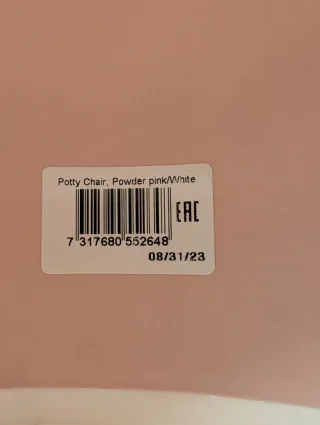 Potty Chair, Powder pink/White
EAC
7 317680 552648
08/31/23